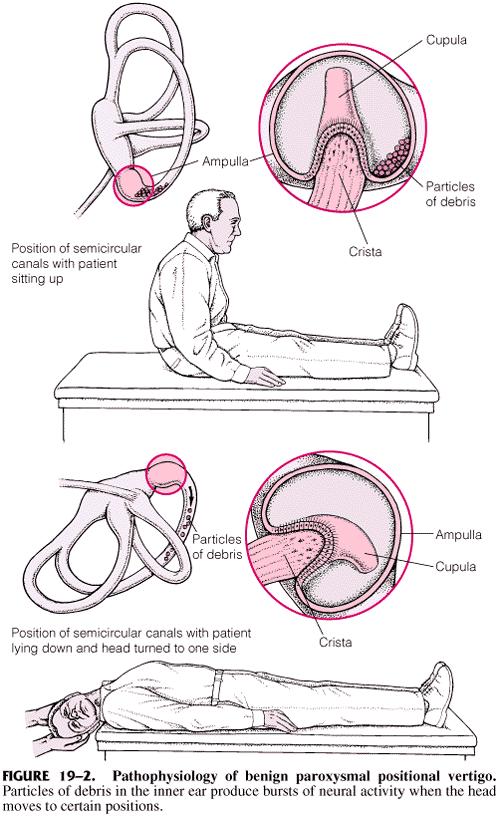 Cupula
Ampulla
Particles
of debris
Crista
Position of semicircular
canals with patient
sitting up
Particles
of debris
Ampulla
Cupula
Crista
Position of semicircular canals with patient
lying down and head turned to one side
FIGURE 19–2. Pathophysiology of benign paroxysmal positional vertigo.
Particles of debris in the inner ear produce bursts of neural activity when the head
moves to certain positions.